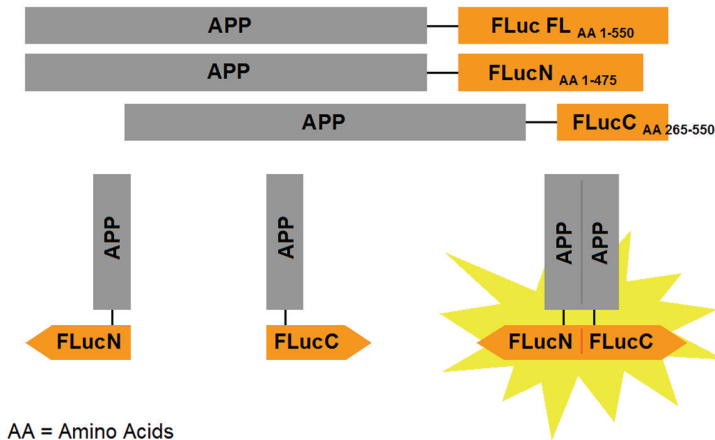 APP FLuc FL AA 1-550
APP FLucN AA 1-475
APP FLucC AA 265-550
APP APP APP APP
FLucN FLucC FLucN FLucC
AA = Amino Acids